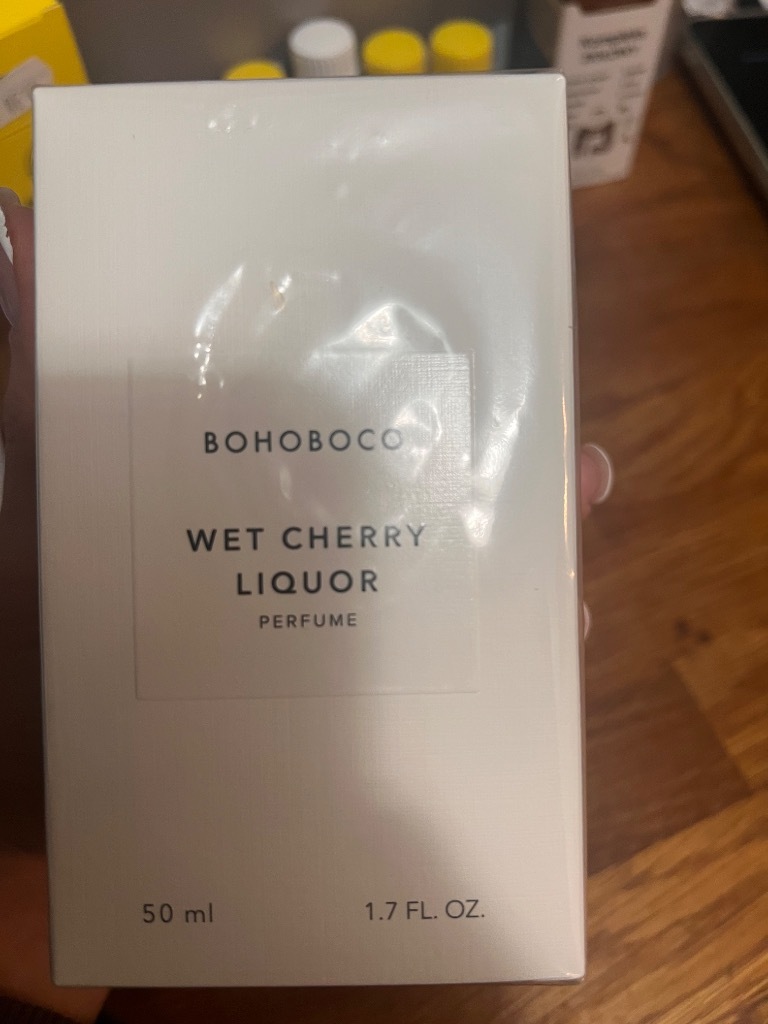 BOHOBOCO
WET CHERRY
LIQUOR
PERFUME
50 ml
1.7 FL. OZ.